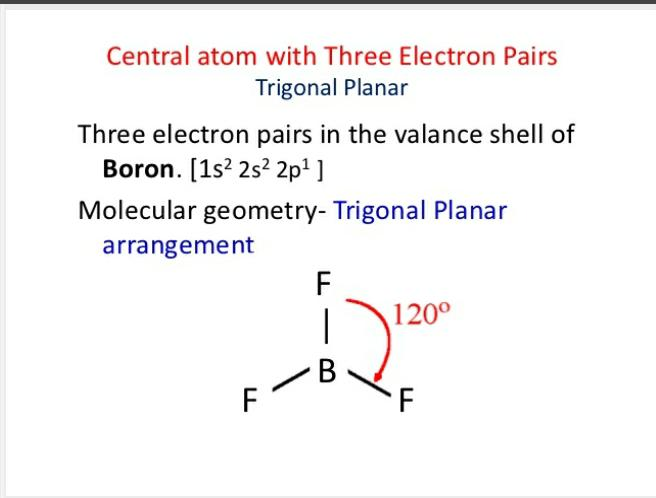 Central atom with Three Electron Pairs
Trigonal Planar
Three electron pairs in the valance shell of
Boron. [1s² 2s² 2p¹ ]
Molecular geometry- Trigonal Planar
arrangement
F
120º
B
F
F